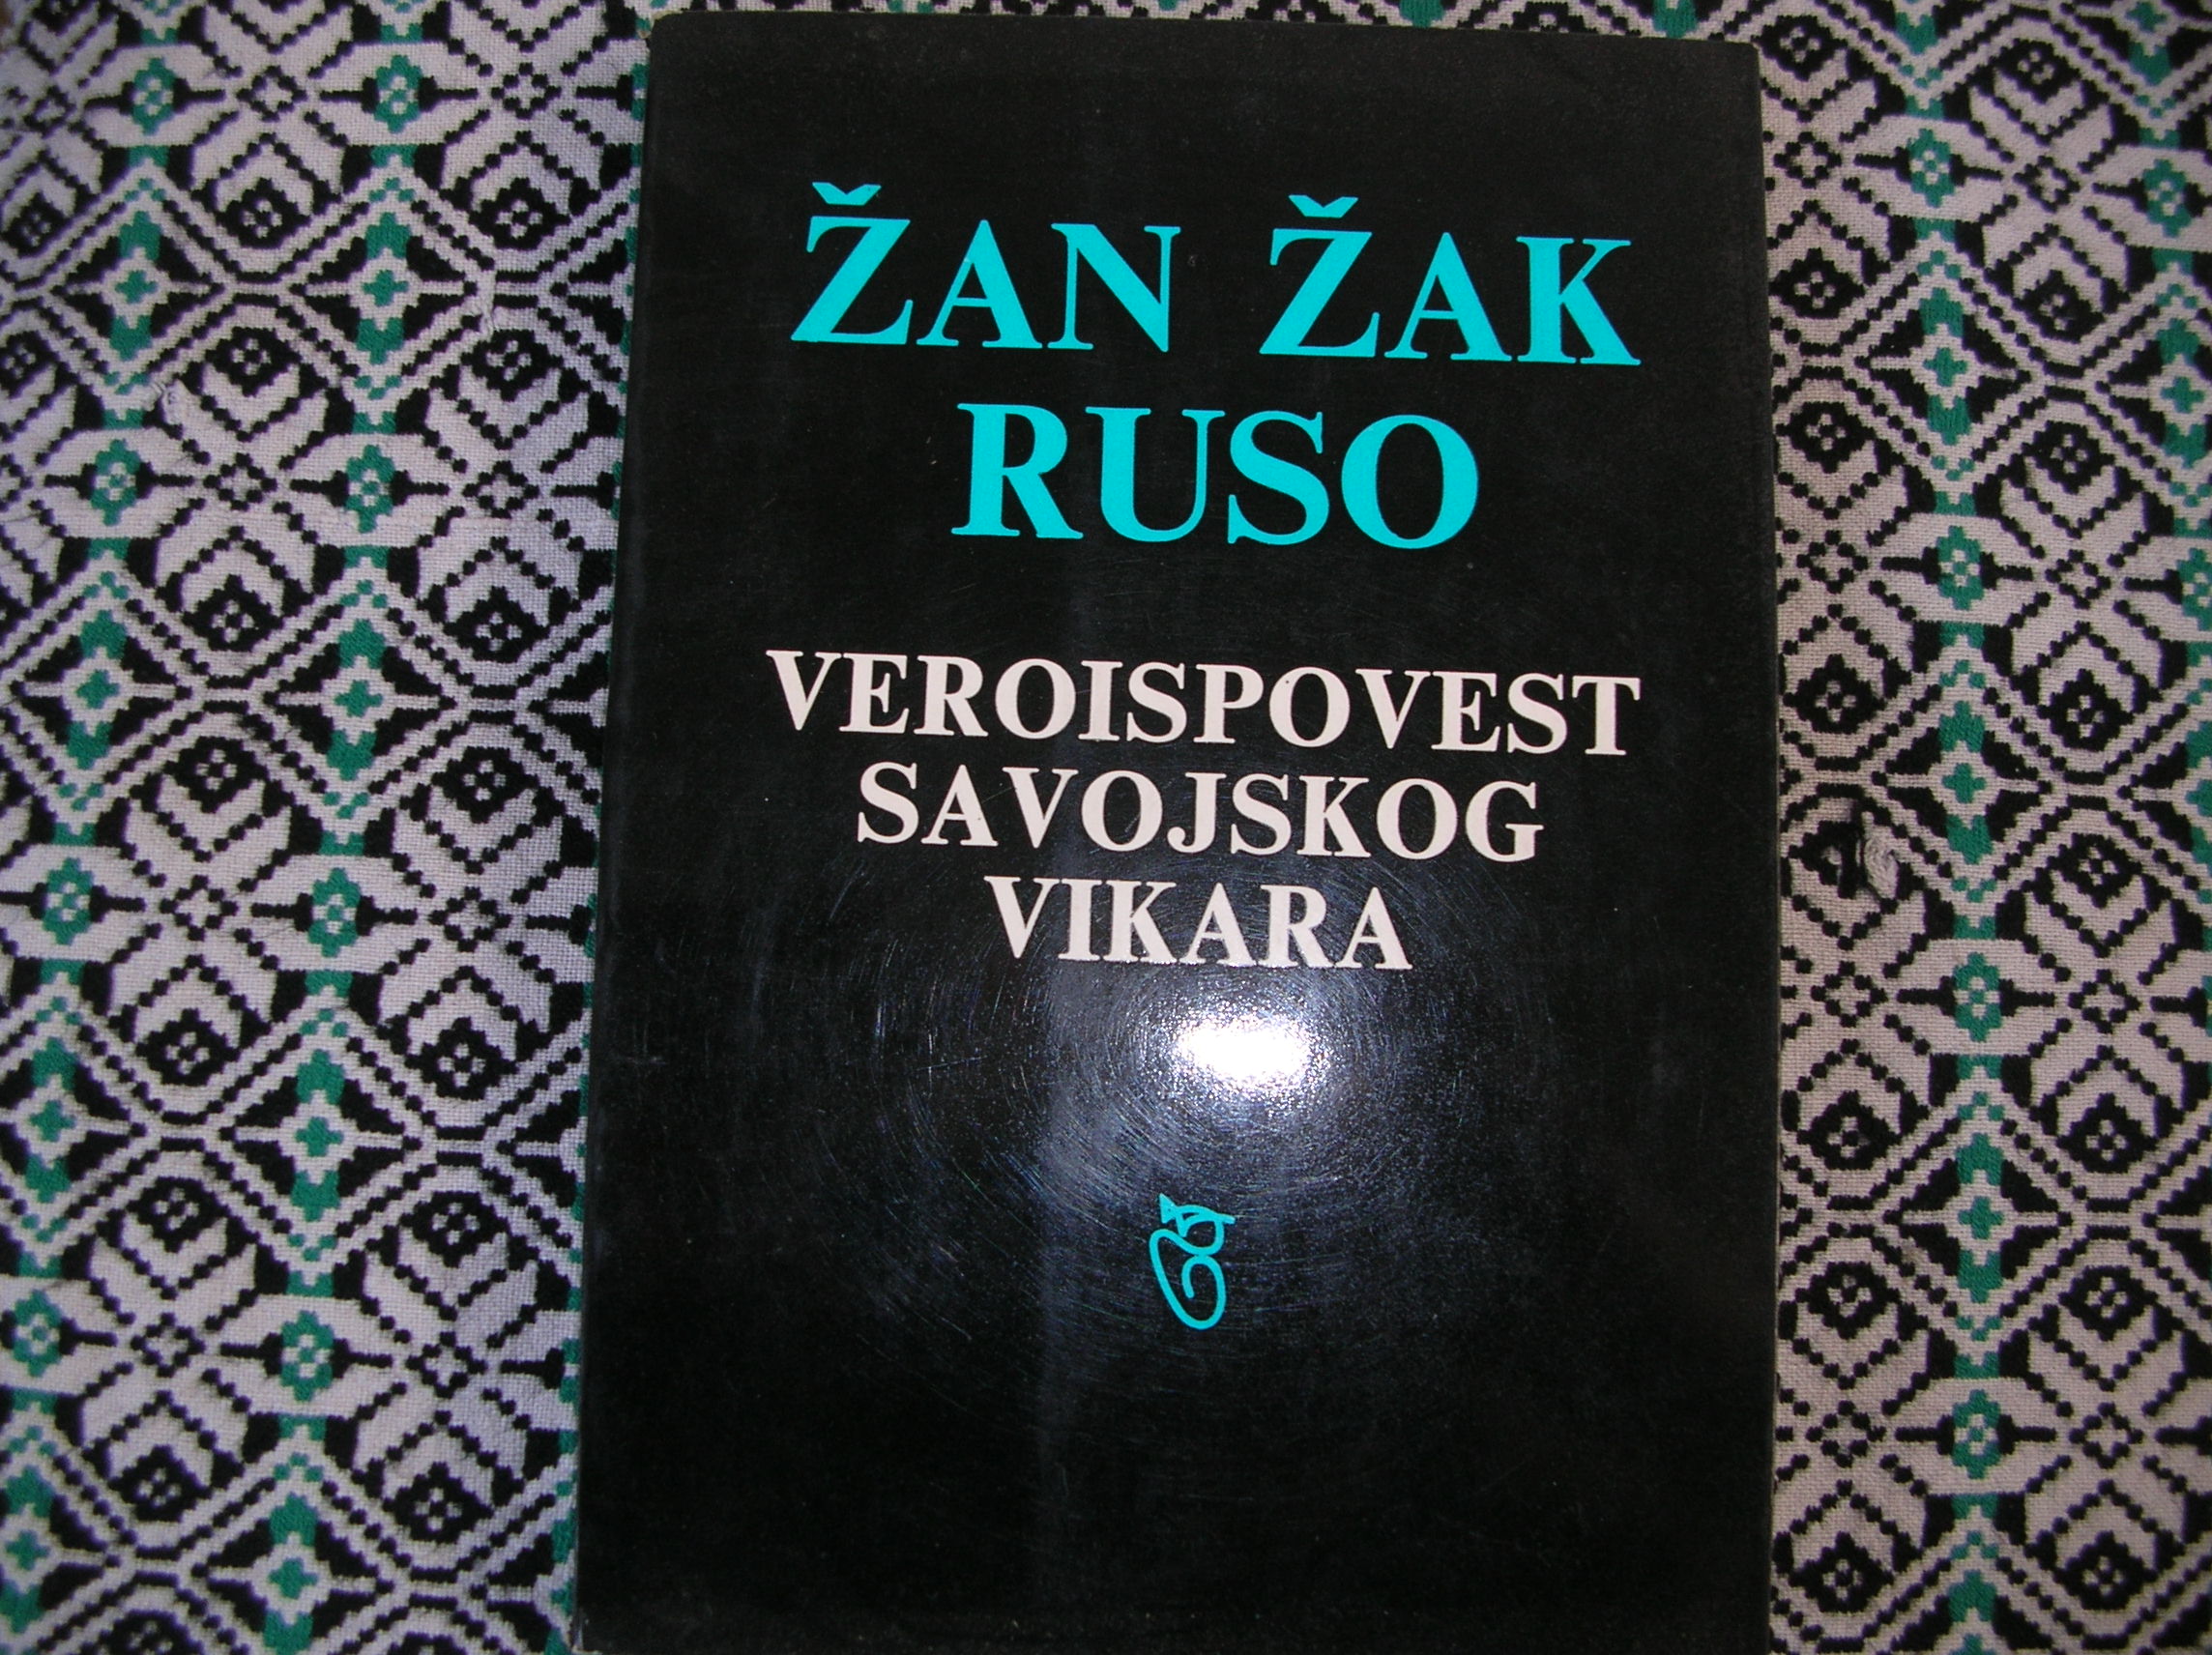 ŽAN ŽAK
RUSO
VEROISPOVEST
SAVOJSKOG
VIKARA